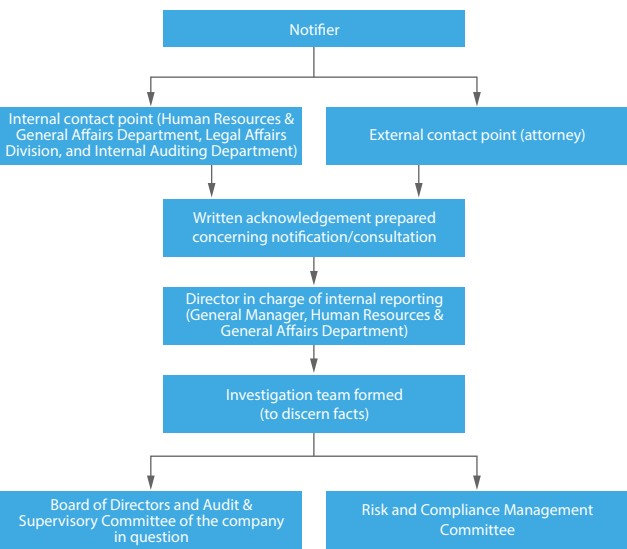 Notifier
Internal contact point (Human Resources &
General Affairs Department, Legal Affairs
Division, and Internal Auditing Department)
External contact point (attorney)
Written acknowledgement prepared
concerning notification/consultation
Director in charge of internal reporting
(General Manager, Human Resources &
General Affairs Department)
Investigation team formed
(to discern facts)
Board of Directors and Audit &
Supervisory Committee of the company
in question
Risk and Compliance Management
Committee